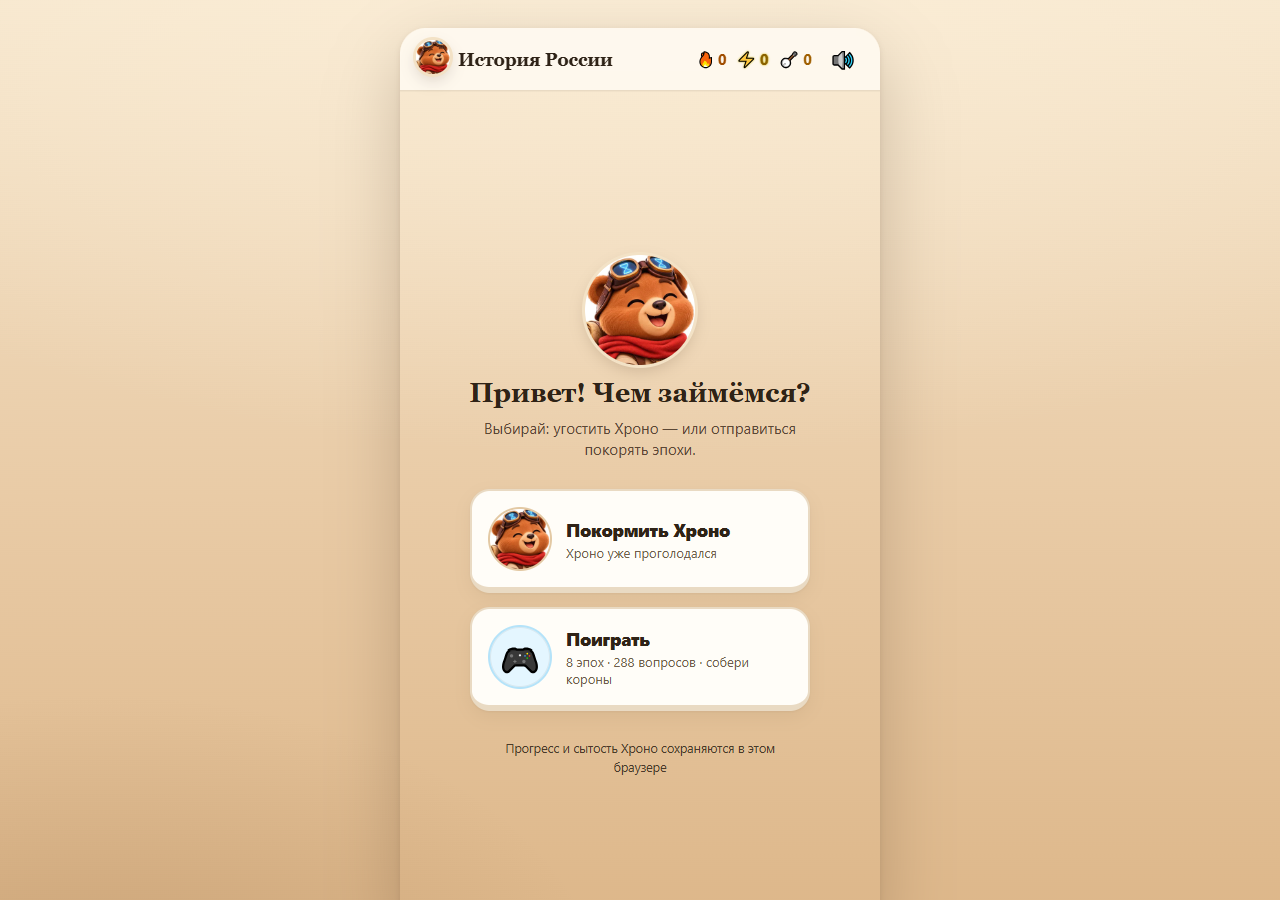 История России
0 0 0
Привет! Чем займёмся?
Выбирай: угостить Хроно — или отправиться
покорять эпохи.
Покормить Хроно
Хроно уже проголодался
Поиграть
8 эпох · 288 вопросов · собери
короны
Прогресс и сытость Хроно сохраняются в этом
браузере